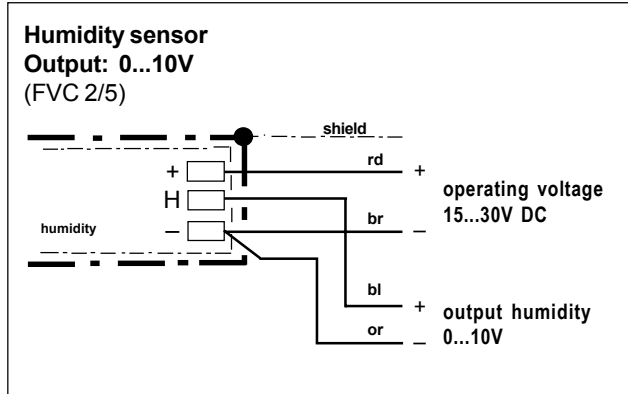 Humidity sensor
Output: 0...10V
(FVC 2/5)
shield
rd
+ +
operating voltage
15...30V DC
H
humidity
– br –
bl
+
output humidity
0...10V
or
–